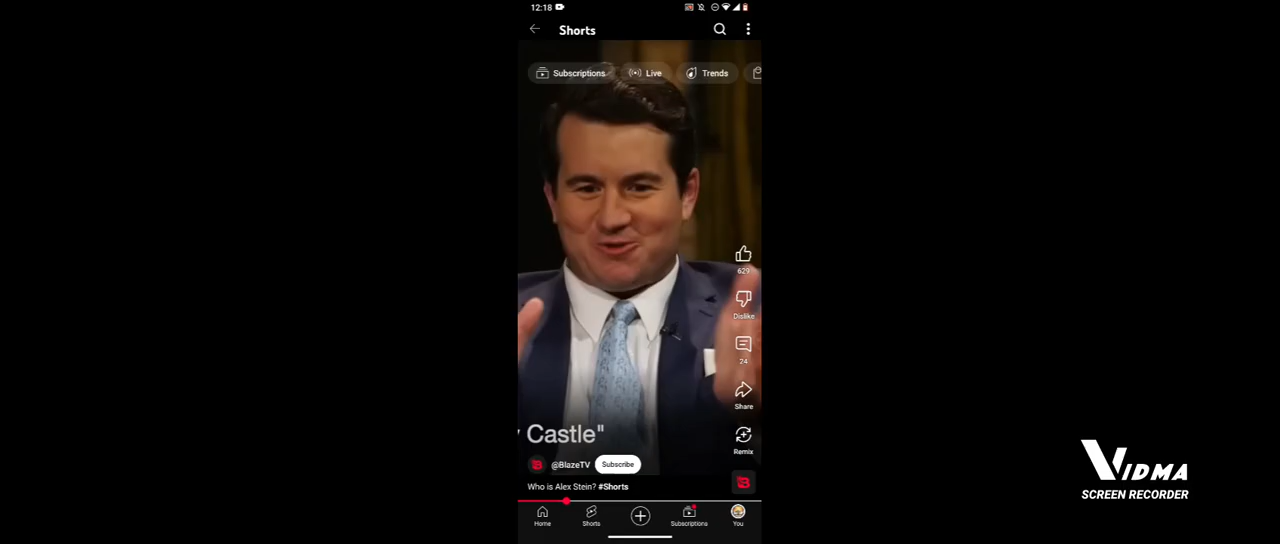 12:18
Shorts
Subscriptions
Live
Trends
629
Dislike
24
Share
Remix
Castle"
@BlazeTV
Subscribe
Who is Alex Stein? #Shorts
Home
Shorts
Subscriptions
You
VIDMA
SCREEN RECORDER